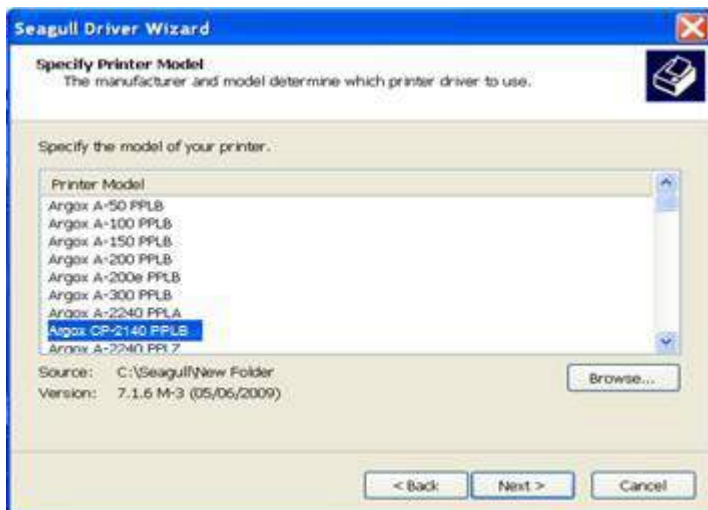 Seagull Driver Wizard
Specify Printer Model
The manufacturer and model determine which printer driver to use.
Specify the model of your printer.
Printer Model
Argox A-50 PPLB
Argox A-100 PPLB
Argox A-150 PPLB
Argox A-200 PPLB
Argox A-200e PPLB
Argox A-300 PPLB
Argox A-2240 PPLA
Argox CP-2140 PPLB
Argox A-2240 PPLZ
Source: C:\Seagull\New Folder
Browse...
Version: 7.1.6 M-3 (05/06/2009)
< Back Next > Cancel